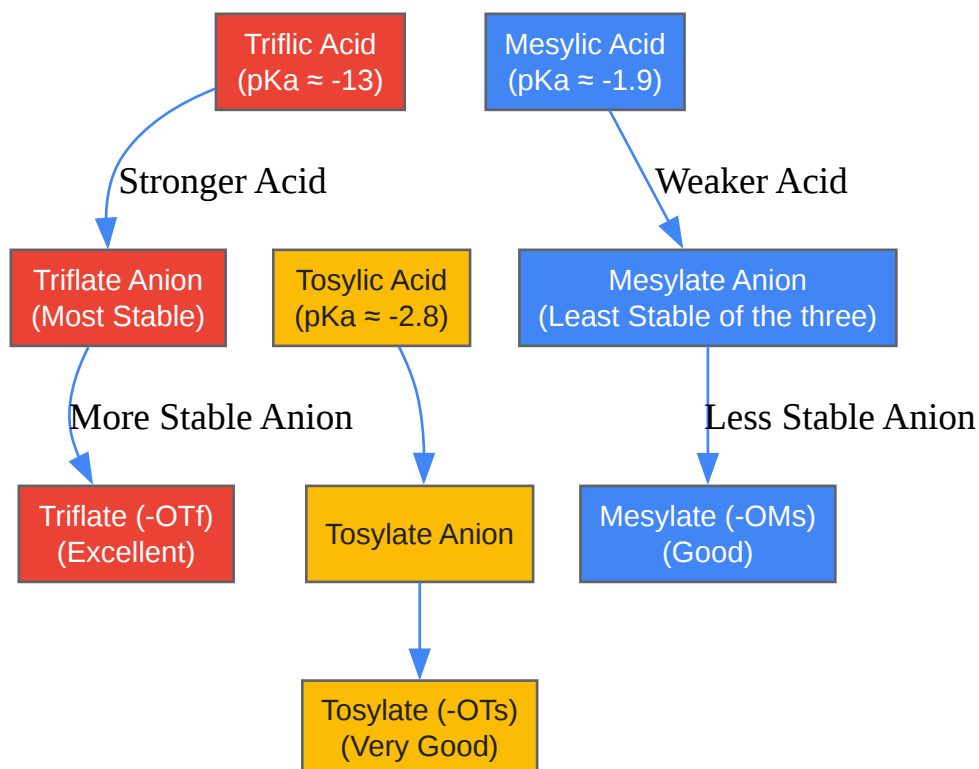 Triflic Acid
(pKa ≈ -13)
Mesylic Acid
(pKa ≈ -1.9)
Stronger Acid
Weaker Acid
Triflate Anion
(Most Stable)
Tosylic Acid
(pKa ≈ -2.8)
Mesylate Anion
(Least Stable of the three)
More Stable Anion
Less Stable Anion
Triflate (-OTf)
(Excellent)
Tosylate Anion
Mesylate (-OMs)
(Good)
Tosylate (-OTs)
(Very Good)